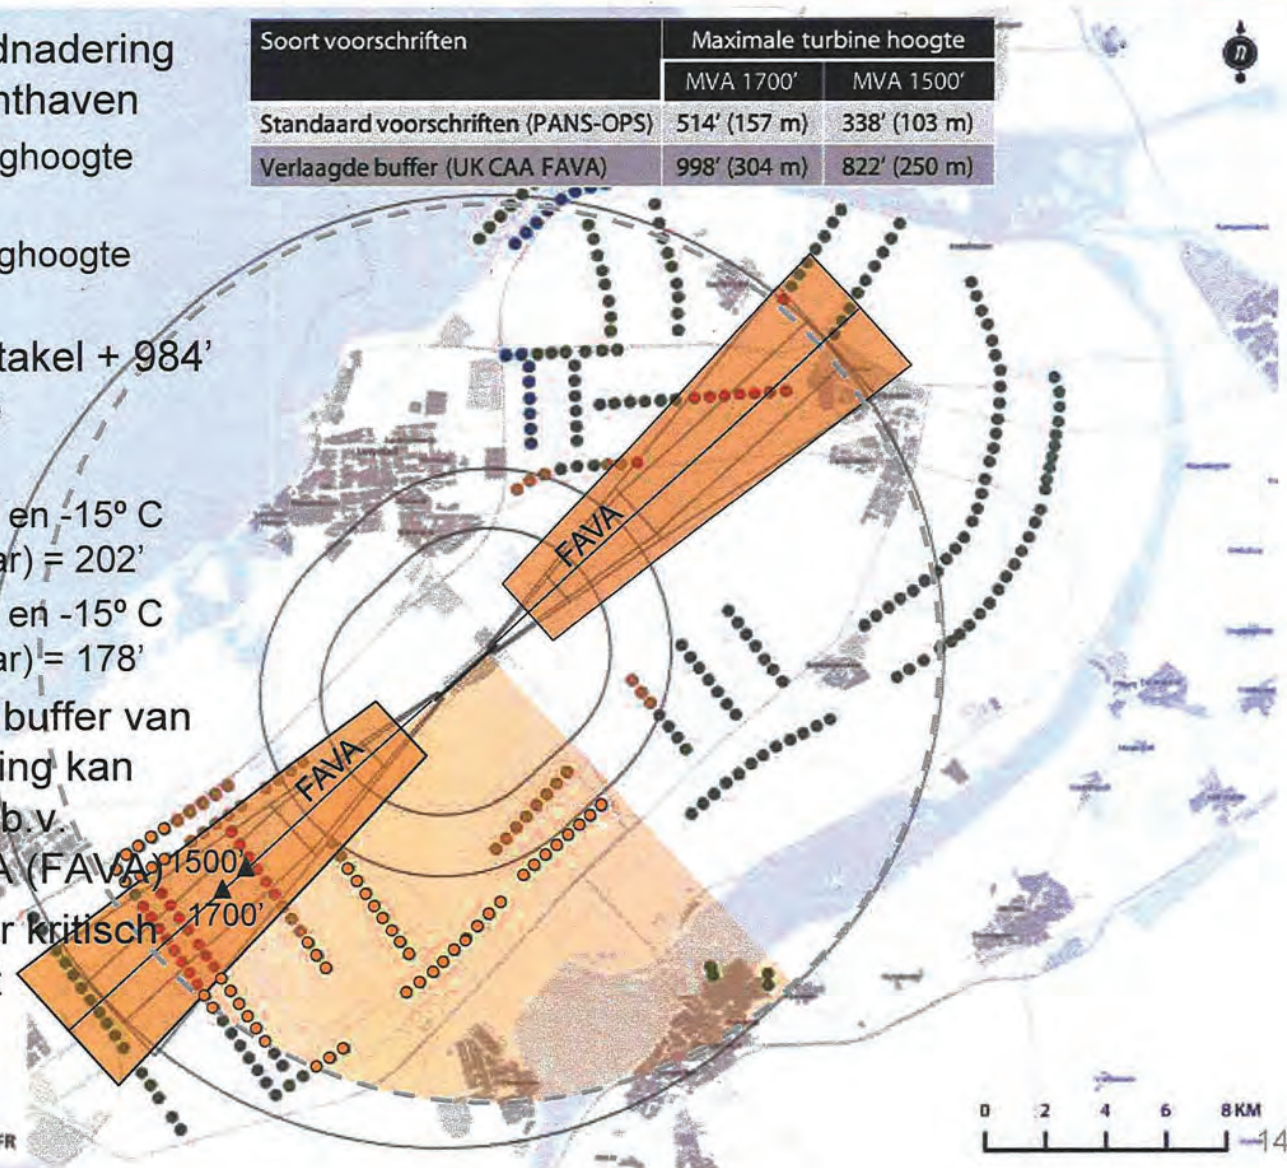 dnadering
nthaven
ghoogte
ghoogte
takel + 984’
en -15º C
ar) = 202’
en -15º C
ar) = 178’
buffer van
ing kan
b.v.
A (FAVA)
r kritisch
t
FR
Soort voorschriften Maximale turbine hoogte
MVA 1700’ MVA 1500’
Standaard voorschriften (PANS-OPS) 514’ (157 m) 338’ (103 m)
Verlaagde buffer (UK CAA FAVA) 998’ (304 m) 822’ (250 m)
n
FAVA
FAVA
1500’
1700’
0 2 4 6 8 KM
14